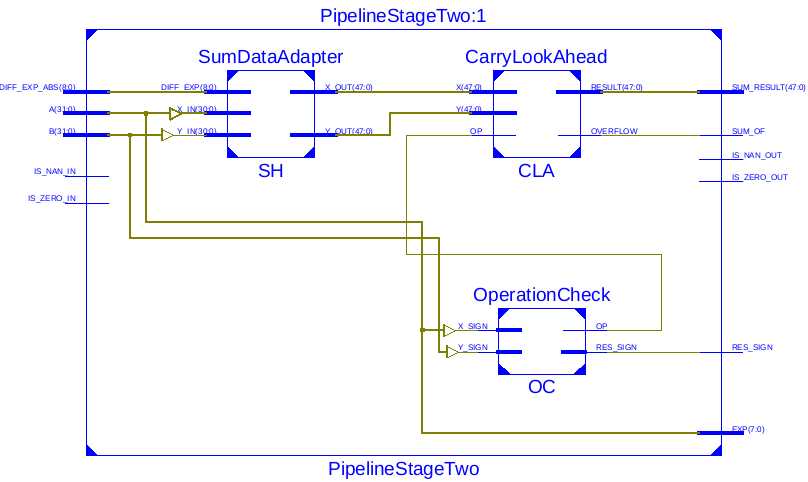 PipelineStageTwo:1
SumDataAdapter
CarryLookAhead
DIFF_EXP_ABS(8:0)
DIFF_EXP(8:0)
X_OUT(47:0)
X(47:0)
RESULT(47:0)
SUM_RESULT(47:0)
A(31:0)
X_IN(30:0)
Y(47:0)
B(31:0)
Y_IN(30:0)
Y_OUT(47:0)
OP
OVERFLOW
SUM_OF
IS_NAN_OUT
IS_NAN_IN
SH
CLA
IS_ZERO_OUT
IS_ZERO_IN
OperationCheck
X_SIGN
OP
Y_SIGN
RES_SIGN
RES_SIGN
OC
EXP(7:0)
PipelineStageTwo